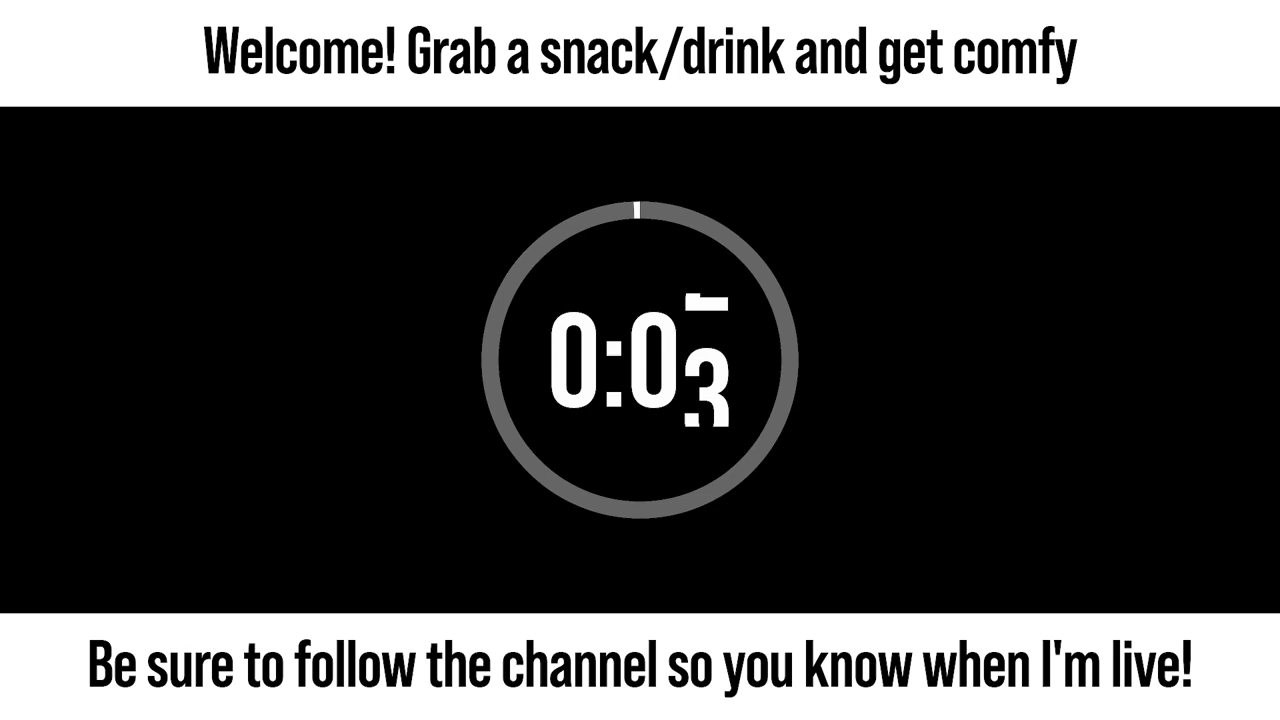 Welcome! Grab a snack/drink and get comfy
0:03
Be sure to follow the channel so you know when I'm live!